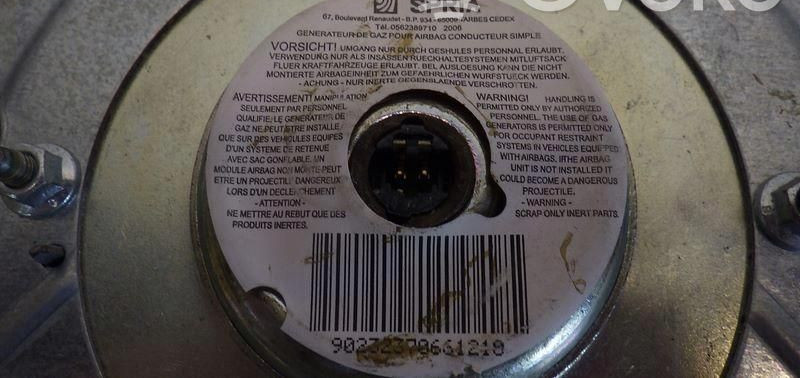 67, Boulevard Renaudet - B.P. 934 - 65009 TARBES CEDEX
Tél. 0562389710 2006
GENERATEUR DE GAZ POUR AIRBAG CONDUCTEUR SIMPLE
VORSICHT! UMGANG NUR DURCH GESHULES PERSONNAL ERLAUBT.
VERWENDUNG NUR ALS INSASSEN RUECKHALTESYSTEMEN MITLUFTSACK
FLUER KRAFTFAHRZEUGE ERLAUBT. BEI AUSLOESUNG KANN DIE NICHT
MONTIERTE AIRBAGEINHEIT ZUM GEFAEHRLICHEN WURFSTUECK WERDEN.
- ACHUNG - NUR INERTE GEGENSLAENDE VERSCHROTTEN.
AVERTISSEMENT! MANIPULATION
SEULEMENT PAR PERSONNEL
QUALIFIE, LE GENERATEUR DE
GAZ NE PEUT ETRE INSTALLE
QUE SUR DES VEHICULES EQUIPES
D'UN SYSTEME DE RETENUE
AVEC SAC GONFLABLE. UN
MODULE AIRBAG NON MONTE PEUT
ETRE UN PROJECTIL DANGEREUX
LORS D'UN DECLENCHEMENT
- ATTENTION -
NE METTRE AU REBUT QUE DES
PRODUITS INERTES.
WARNING! HANDLING IS
PERMITTED ONLY BY AUTHORIZED
PERSONNEL. THE USE OF GAS
GENERATORS IS PERMITTED ONLY
FOR OCCUPANT RESTRAINT
SYSTEMS IN VEHICLES EQUIPPED
WITH AIRBAGS. IFTHE AIRBAG
UNIT IS NOT INSTALLED IT
COULD BECOME A DANGEROUS
PROJECTILE.
- WARNING -
SCRAP ONLY INERT PARTS.